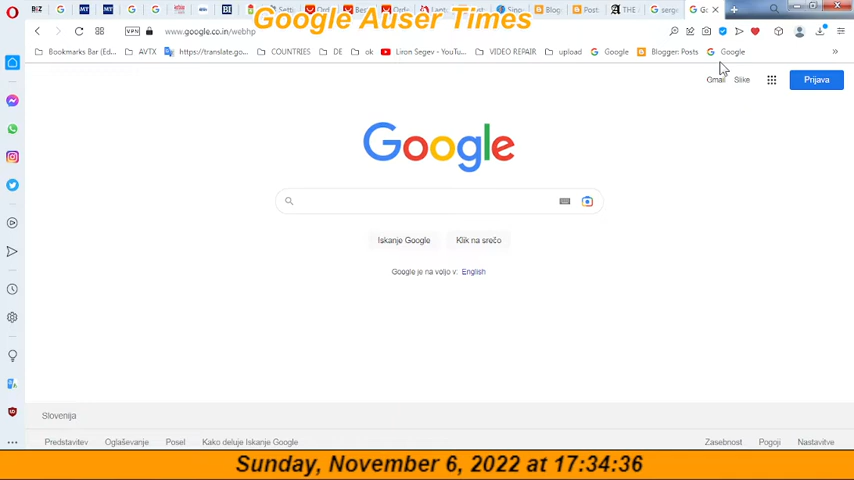 Google Auser Times
www.google.co.in/webhp
VPN
Bookmarks Bar (Ed... AVTX https://translate.go... COUNTRIES DE ok Liron Segev - YouTu... VIDEO REPAIR upload Google Blogger: Posts Google
Gmail Slike Prijava
Google
Iskanje Google Klik na srečo
Google je na voljo v: English
Slovenija
Predstavitev Oglaševanje Posel Kako deluje Iskanje Google Zasebnost Pogoji Nastavitve
Sunday, November 6, 2022 at 17:34:36